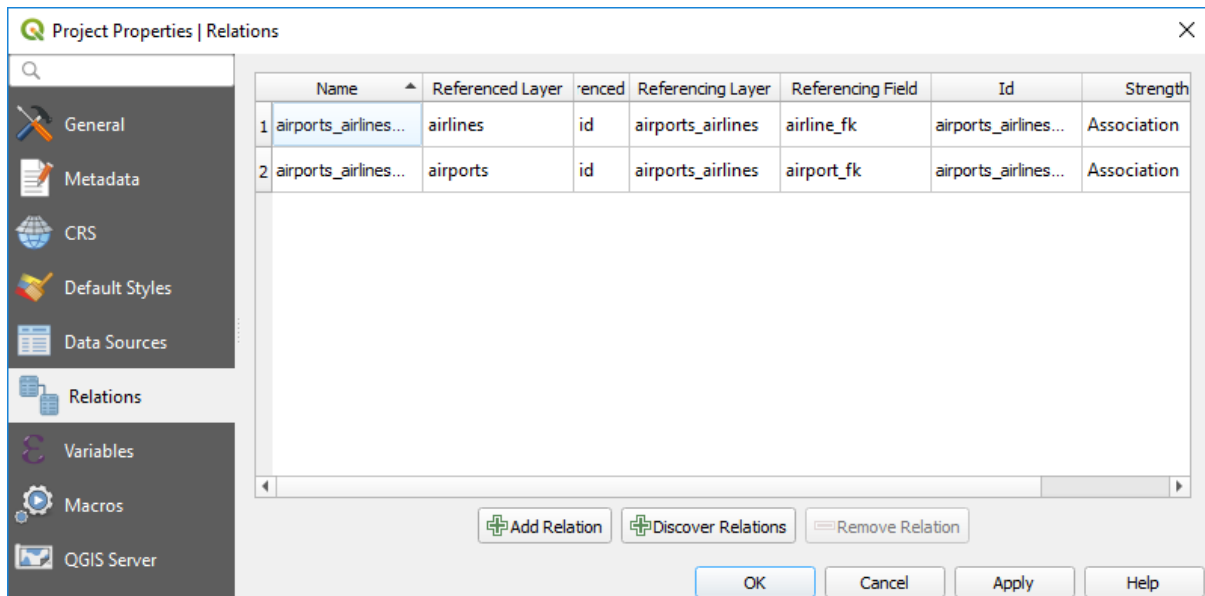 Project Properties | Relations
Name Referenced Layer renced Referencing Layer Referencing Field Id Strength
1 airports_airlines... airlines id airports_airlines airline_fk airports_airlines... Association
2 airports_airlines... airports id airports_airlines airport_fk airports_airlines... Association
General
Metadata
CRS
Default Styles
Data Sources
Relations
Variables
Macros
QGIS Server
Add Relation Discover Relations Remove Relation
OK Cancel Apply Help